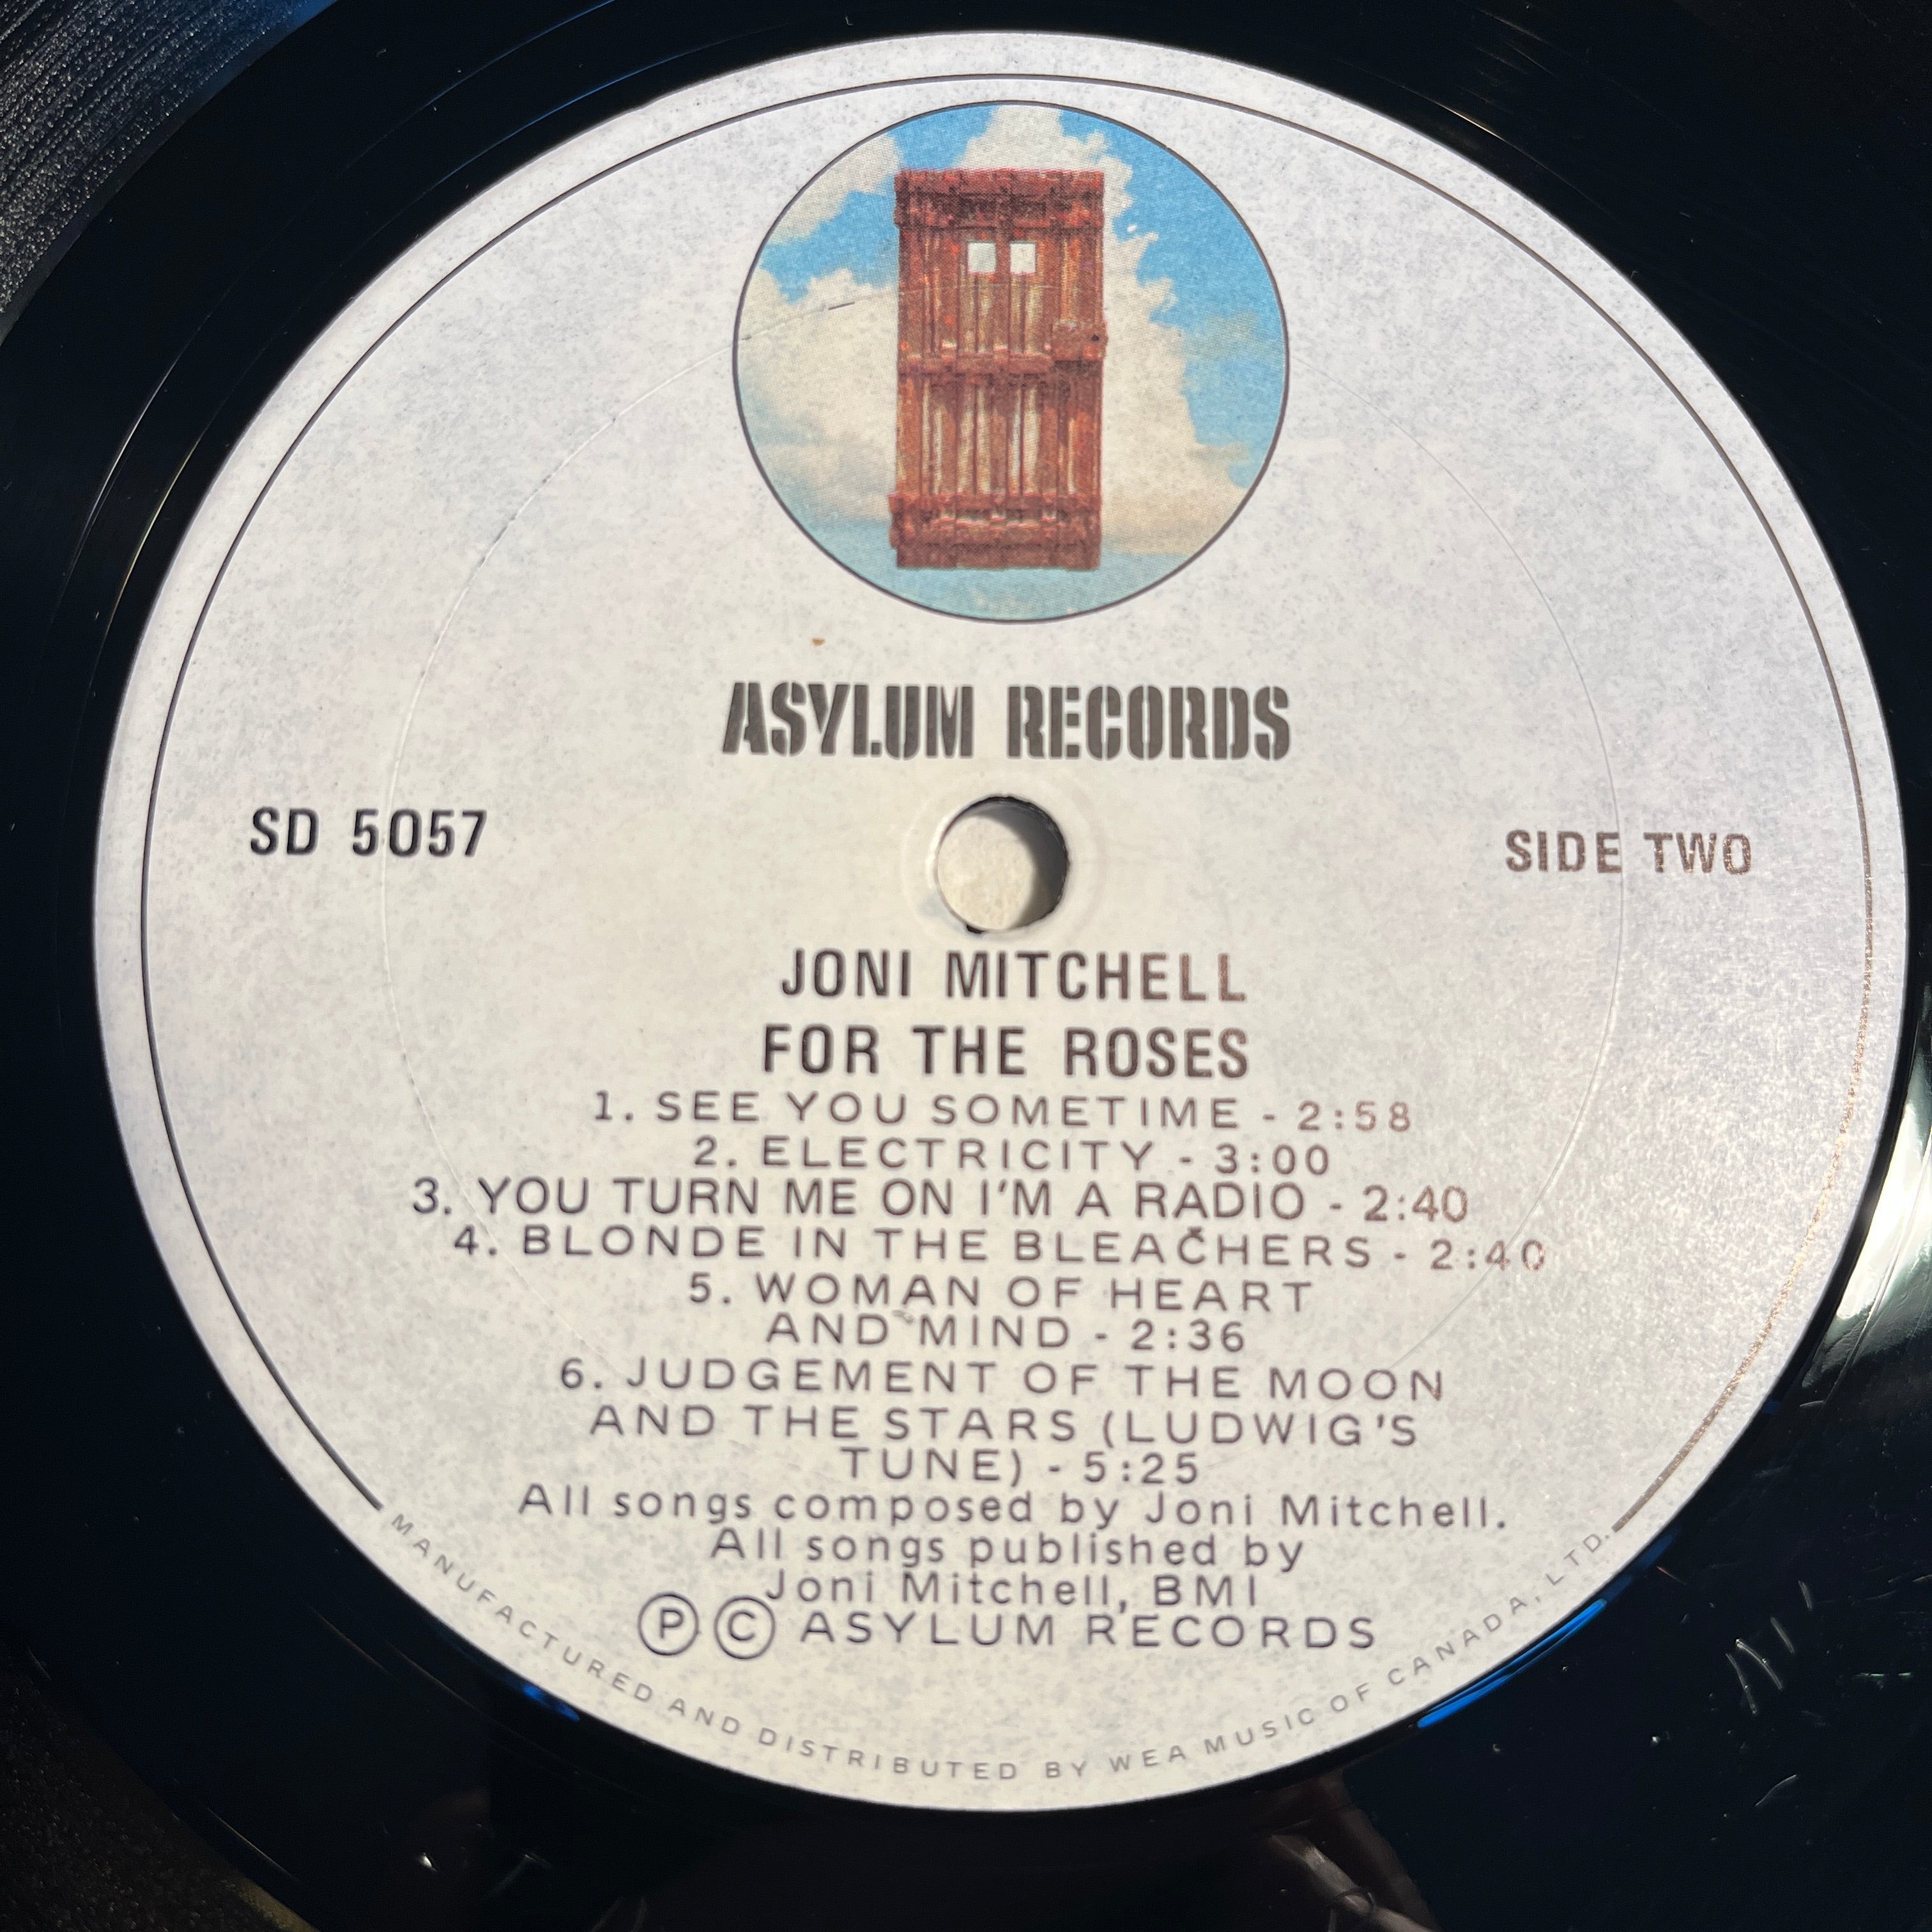 ASYLUM RECORDS
SD 5057
SIDE TWO
JONI MITCHELL
FOR THE ROSES
1. SEE YOU SOMETIME - 2:58
2. ELECTRICITY - 3:00
3. YOU TURN ME ON I'M A RADIO - 2:40
4. BLONDE IN THE BLEACHERS - 2:40
5. WOMAN OF HEART
AND MIND - 2:36
6. JUDGEMENT OF THE MOON
AND THE STARS (LUDWIG'S
TUNE) - 5:25
All songs composed by Joni Mitchell.
All songs published by
Joni Mitchell, BMI
Ⓟ © ASYLUM RECORDS
MANUFACTURED AND DISTRIBUTED BY WEA MUSIC OF CANADA, LTD.